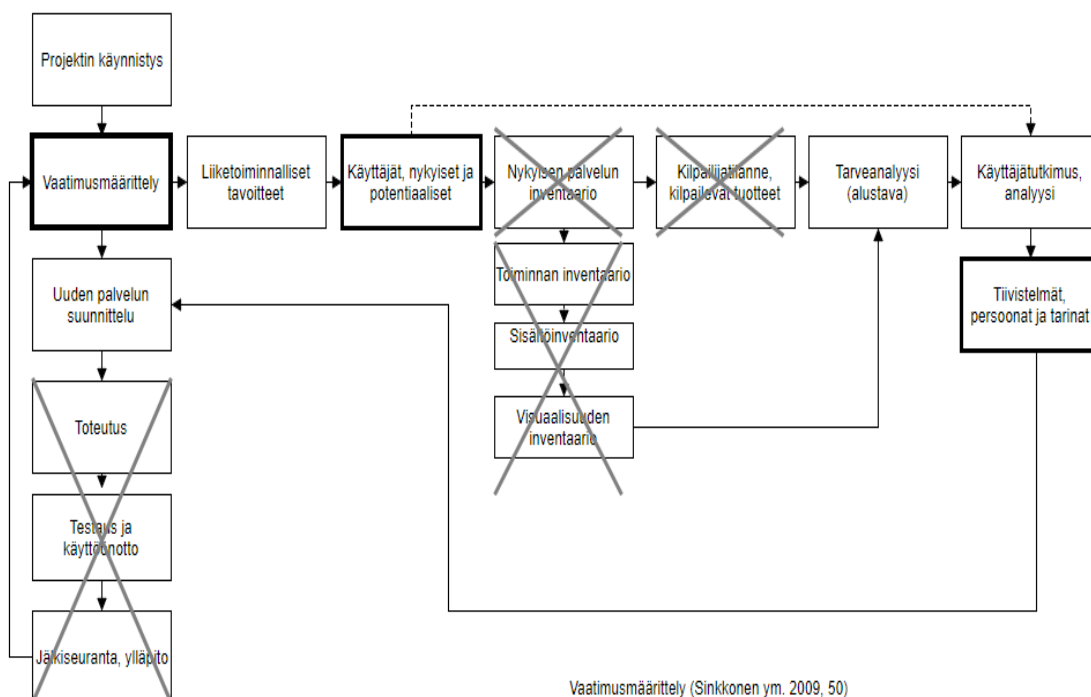 Projektin käynnistys
Vaatimusmäärittely
Liiketoiminnalliset
tavoitteet
Käyttäjät, nykyiset ja
potentiaaliset
Nykyisen palvelun
inventaario
Kilpailijatilanne,
kilpailevat tuotteet
Tarveanalyysi
(alustava)
Käyttäjätutkimus,
analyysi
Toiminnan inventaario
Sisältöinventaario
Visuaalisuuden
inventaario
Tiivistelmät,
persoonat ja tarinat
Uuden palvelun
suunnittelu
Toteutus
Testaus ja
käyttöönotto
Jälkiseuranta, ylläpito
Vaatimusmäärittely (Sinkkonen ym. 2009, 50)